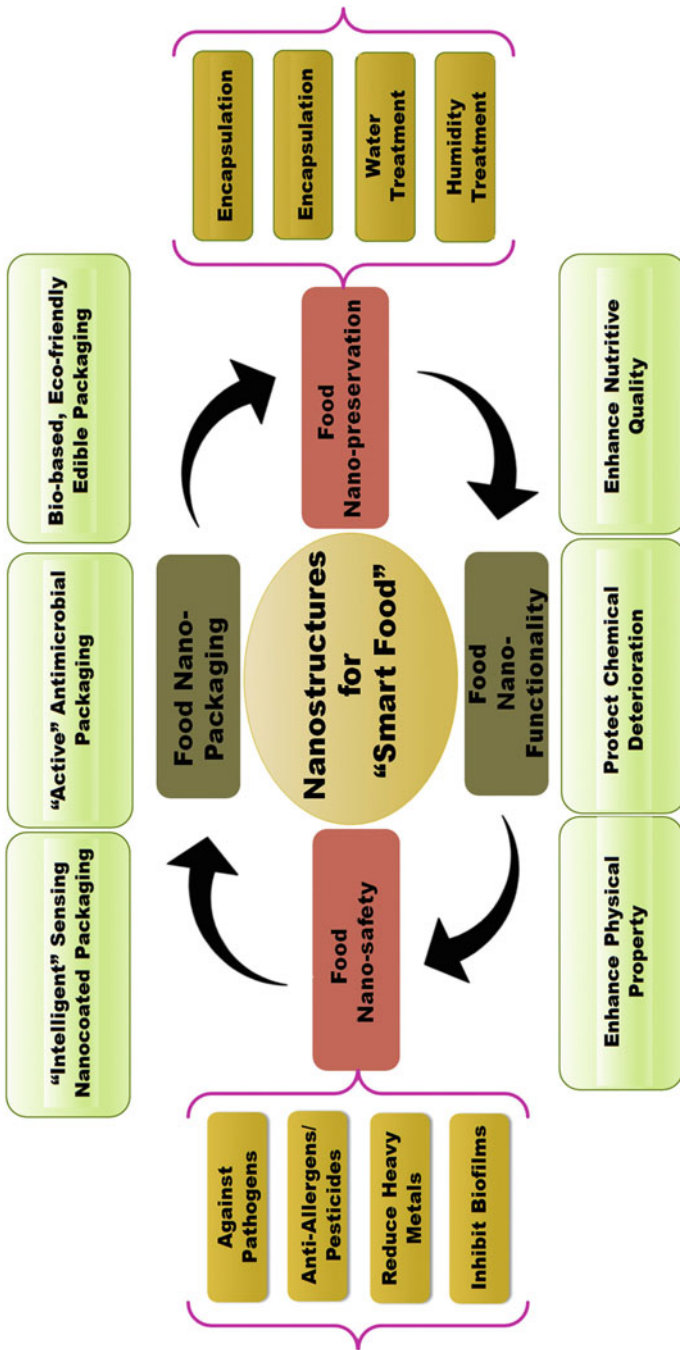 "Intelligent" Sensing
Nanocoated Packaging
"Active" Antimicrobial
Packaging
Bio-based, Eco-friendly
Edible Packaging
Food Nano-
Packaging
Against
Pathogens
Anti-Allergens/
Pesticides
Reduce Heavy
Metals
Inhibit Biofilms
Food
Nano-safety
Nanostructures
for
“Smart Food”
Food
Nano-preservation
Encapsulation
Encapsulation
Water
Treatment
Humidity
Treatment
Food
Nano-
Functionality
Enhance Physical
Property
Protect Chemical
Deterioration
Enhance Nutritive
Quality